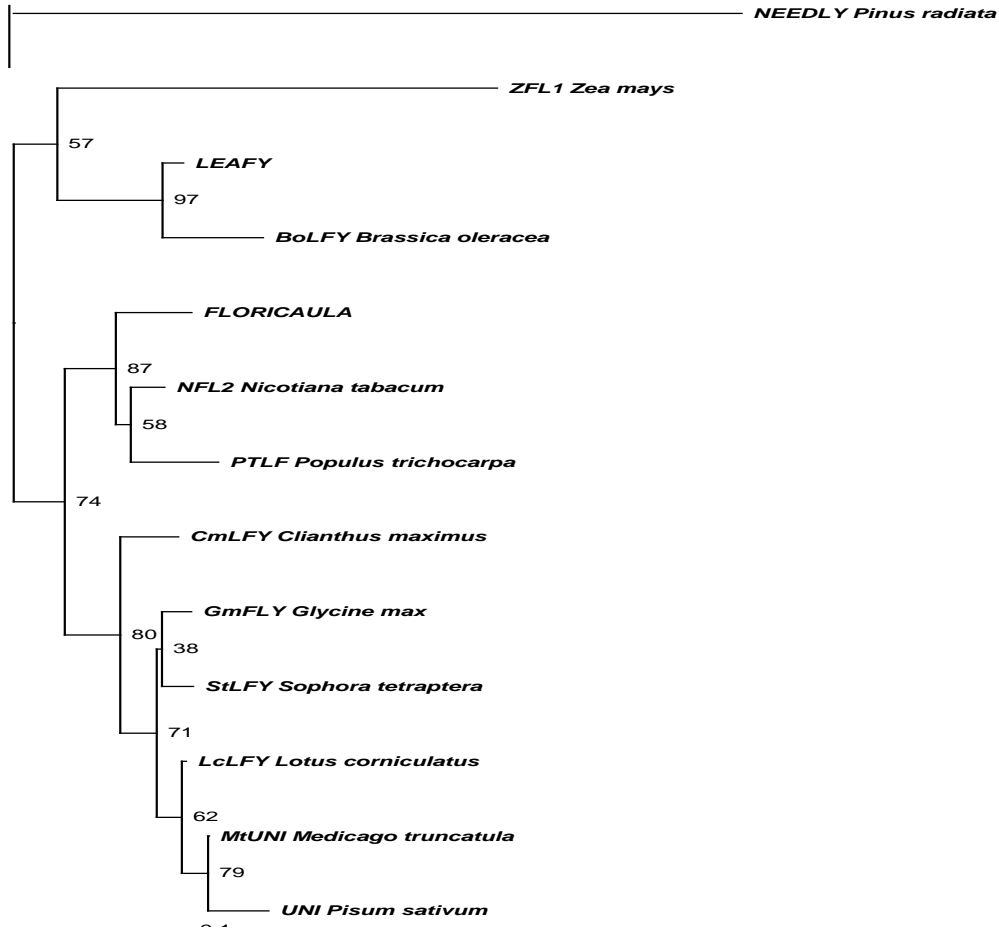 NEEDLY Pinus radiata
ZFL1 Zea mays
57
LEAFY
97
BoLFY Brassica oleracea
FLORICAULA
87
NFL2 Nicotiana tabacum
58
PTLF Populus trichocarpa
74
CmLFY Clianthus maximus
GmFLY Glycine max
80
38
StLFY Sophora tetraptera
71
LcLFY Lotus corniculatus
62
MtUNI Medicago truncatula
79
UNI Pisum sativum